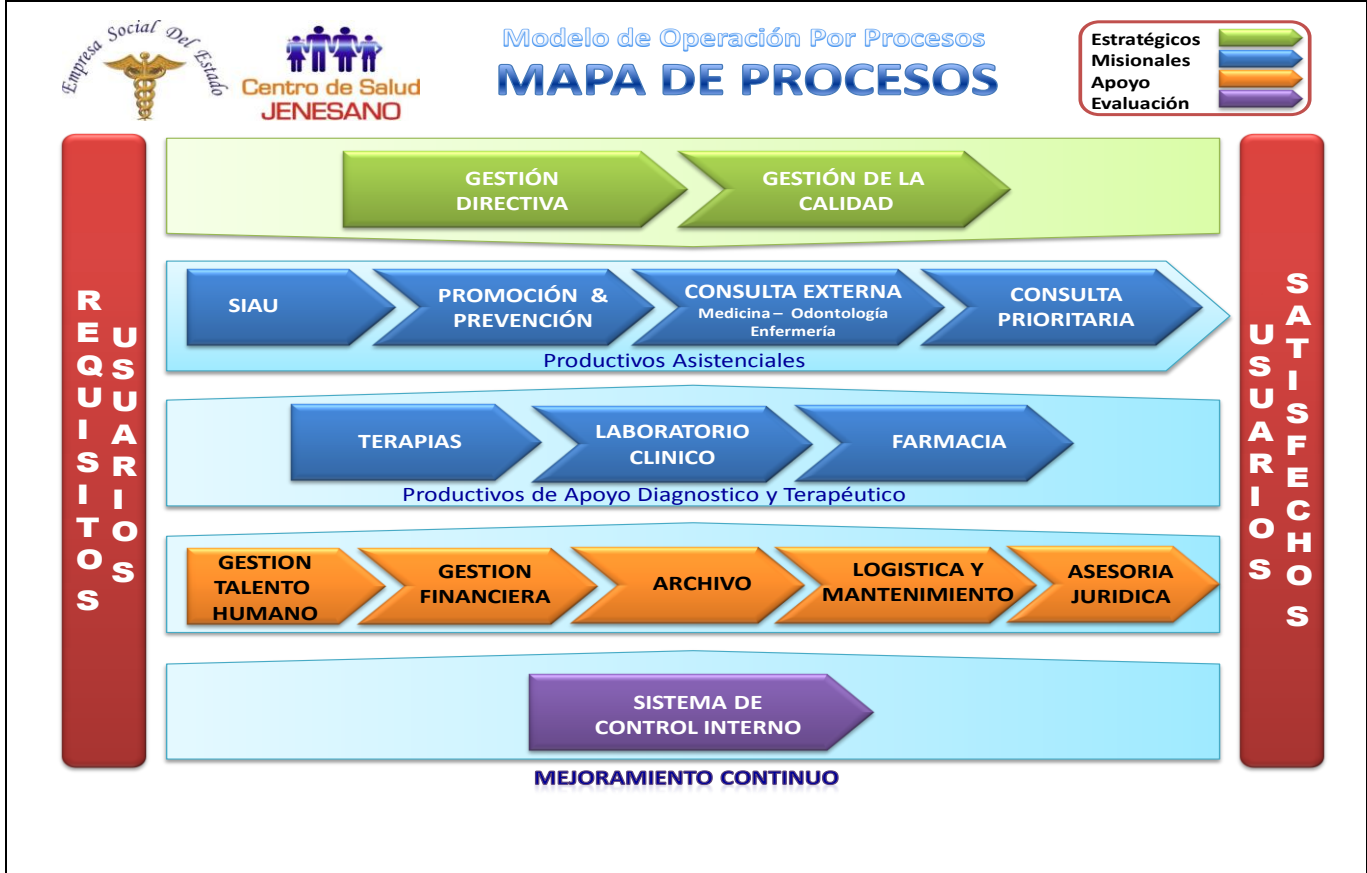 Empresa Social Del Estado
Centro de Salud
JENESANO
Modelo de Operación Por Procesos
MAPA DE PROCESOS
Estratégicos
Misionales
Apoyo
Evaluación
REQUISITOS
USUARIOS
GESTIÓN
DIRECTIVA
GESTIÓN DE LA
CALIDAD
SIAU
PROMOCIÓN &
PREVENCIÓN
CONSULTA EXTERNA
Medicina – Odontología
Enfermería
CONSULTA
PRIORITARIA
Productivos Asistenciales
TERAPIAS
LABORATORIO
CLINICO
FARMACIA
Productivos de Apoyo Diagnostico y Terapéutico
GESTION
TALENTO
HUMANO
GESTION
FINANCIERA
ARCHIVO
LOGISTICA Y
MANTENIMIENTO
ASESORIA
JURIDICA
SISTEMA DE
CONTROL INTERNO
MEJORAMIENTO CONTINUO
USUARIOS
SATISFECHOS